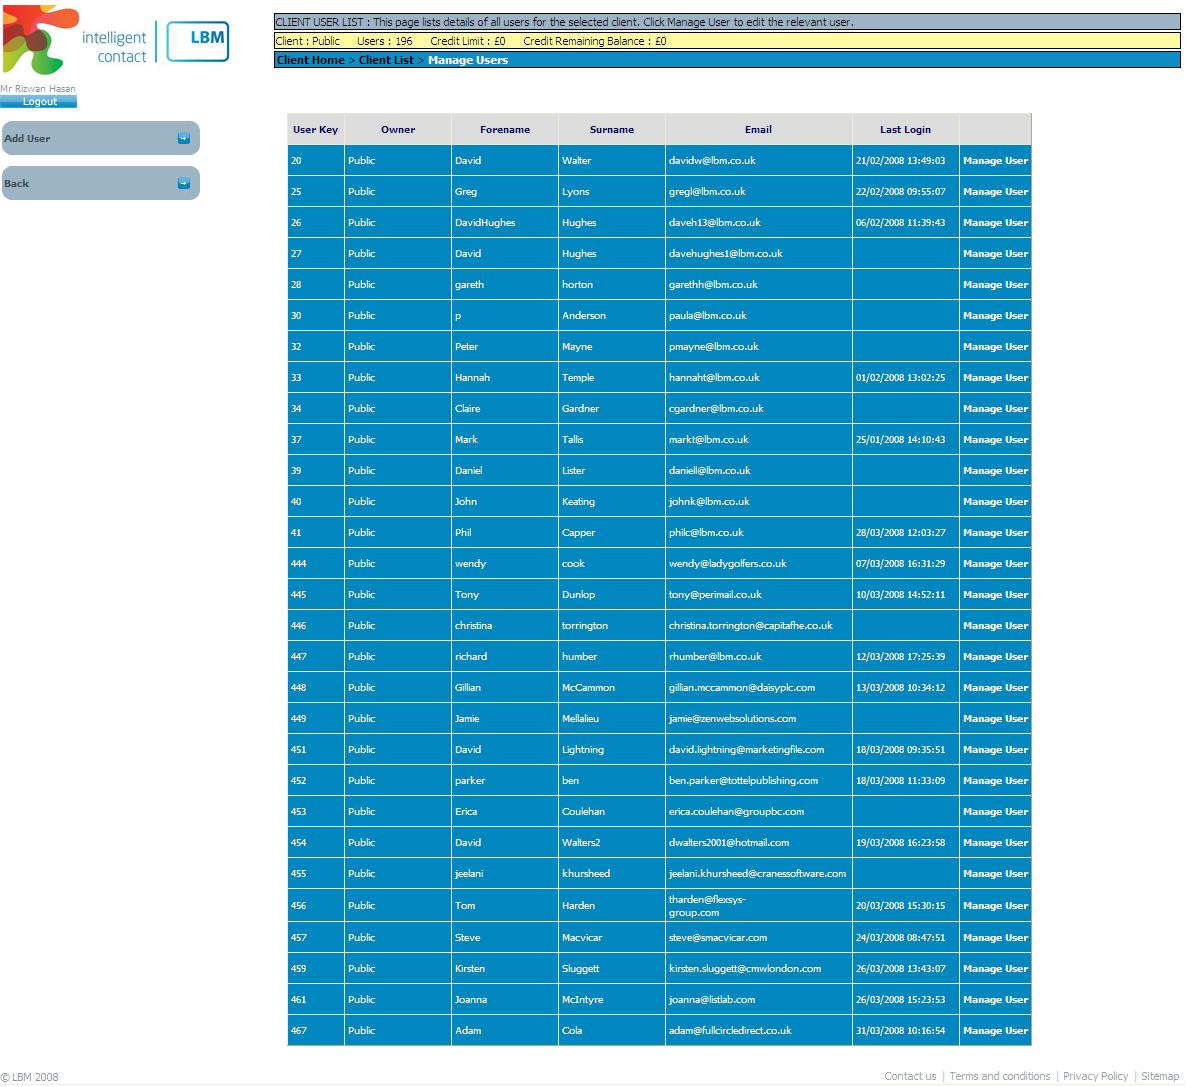 intelligent contact
LBM
Mr Rizwan Hasan
Logout
Add User
Back
CLIENT USER LIST : This page lists details of all users for the selected client. Click Manage User to edit the relevant user.
Client : Public Users : 196 Credit Limit : £0 Credit Remaining Balance : £0
Client Home > Client List > Manage Users
User Key Owner Forename Surname Email Last Login
20 Public David Walter davidw@lbm.co.uk 21/02/2008 13:49:03 Manage User
25 Public Greg Lyons gregl@lbm.co.uk 22/02/2008 09:55:07 Manage User
26 Public DavidHughes Hughes daveh13@lbm.co.uk 06/02/2008 11:39:43 Manage User
27 Public David Hughes davehughes1@lbm.co.uk Manage User
28 Public gareth horton garethh@lbm.co.uk Manage User
30 Public p Anderson paula@lbm.co.uk Manage User
32 Public Peter Mayne pmayne@lbm.co.uk Manage User
33 Public Hannah Temple hannaht@lbm.co.uk 01/02/2008 13:02:25 Manage User
34 Public Claire Gardner cgardner@lbm.co.uk Manage User
37 Public Mark Tallis markt@lbm.co.uk 25/01/2008 14:10:43 Manage User
39 Public Daniel Lister daniell@lbm.co.uk Manage User
40 Public John Keating johnk@lbm.co.uk Manage User
41 Public Phil Capper philc@lbm.co.uk 28/03/2008 12:03:27 Manage User
444 Public wendy cook wendy@ladygolfers.co.uk 07/03/2008 16:31:29 Manage User
445 Public Tony Dunlop tony@perimail.co.uk 10/03/2008 14:52:11 Manage User
446 Public christina torrington christina.torrington@capitafhe.co.uk Manage User
447 Public richard humber rhumber@lbm.co.uk 12/03/2008 17:25:39 Manage User
448 Public Gillian McCammon gillian.mccammon@daisyplc.com 13/03/2008 10:34:12 Manage User
449 Public Jamie Mellalieu jamie@zenwebsolutions.com Manage User
451 Public David Lightning david.lightning@marketingfile.com 18/03/2008 09:35:51 Manage User
452 Public parker ben ben.parker@tottelpublishing.com 18/03/2008 11:33:09 Manage User
453 Public Erica Coulehan erica.coulehan@groupbc.com Manage User
454 Public David Walters2 dwalters2001@hotmail.com 19/03/2008 16:23:58 Manage User
455 Public jeelani khursheed jeelani.khursheed@cranessoftware.com Manage User
456 Public Tom Harden tharden@flexsys-
group.com 20/03/2008 15:30:15 Manage User
457 Public Steve Macvicar steve@smacvicar.com 24/03/2008 08:47:51 Manage User
459 Public Kirsten Sluggett kirsten.sluggett@cmwlondon.com 26/03/2008 13:43:07 Manage User
461 Public Joanna McIntyre joanna@listlab.com 26/03/2008 15:23:53 Manage User
467 Public Adam Cola adam@fullcircledirect.co.uk 31/03/2008 10:16:54 Manage User
© LBM 2008
Contact us | Terms and conditions | Privacy Policy | Sitemap